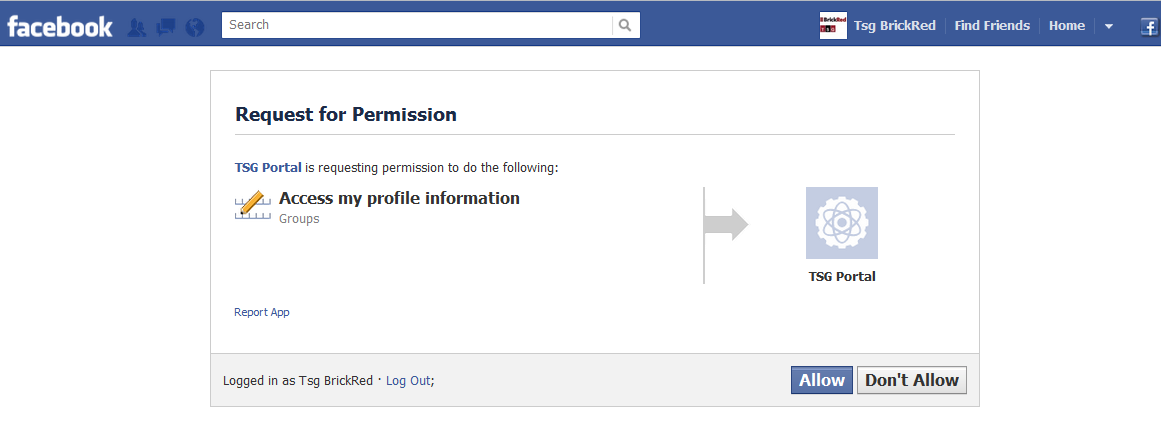 facebook
Search
Tsg BrickRed
Find Friends
Home
Request for Permission
TSG Portal is requesting permission to do the following:
Access my profile information
Groups
TSG Portal
Report App
Logged in as Tsg BrickRed · Log Out;
Allow
Don't Allow